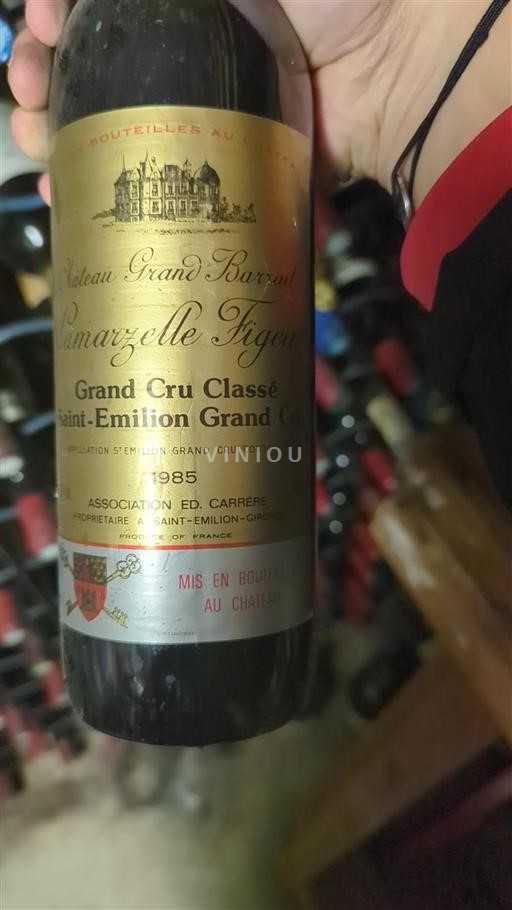 BOUTEILLES AU
Château Grand Barrail
Lamarzelle Figeac
Grand Cru Classé
Saint-Emilion Grand Cru
APPELLATION ST EMILION GRAND CRU
VINIOU
1985
ASSOCIATION ED. CARRÈRE
PROPRIETAIRE A SAINT-EMILION-GIRONDE
PRODUCE OF FRANCE
MIS EN BOUTEILLE
AU CHATEAU